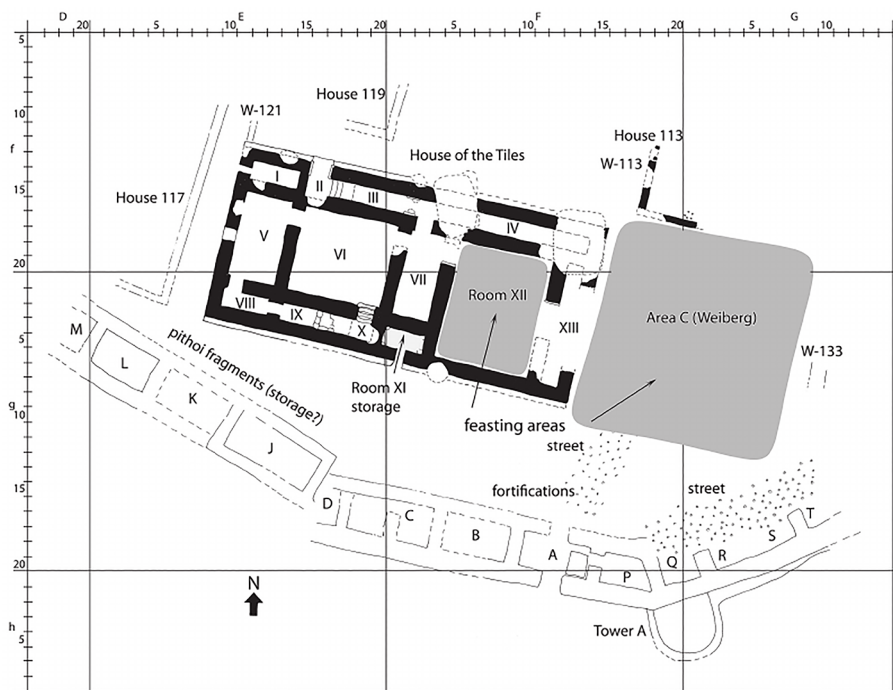 D E F G
20 5 10 20 5 10 15 20 5 10
5
10
f
15
20
5
g
10
15
20
h
5
House 119
W-121
House 113
W-113
House of the Tiles
House 117
I
II
III
IV
V
VI
VII
Room XII
Area C (Weiberg)
VIII
IX
X
XIII
M
L
pithoi fragments (storage?)
K
J
Room XI
storage
feasting areas
street
W-133
fortifications
street
D
C
B
A
P
Q
R
S
T
N
Tower A